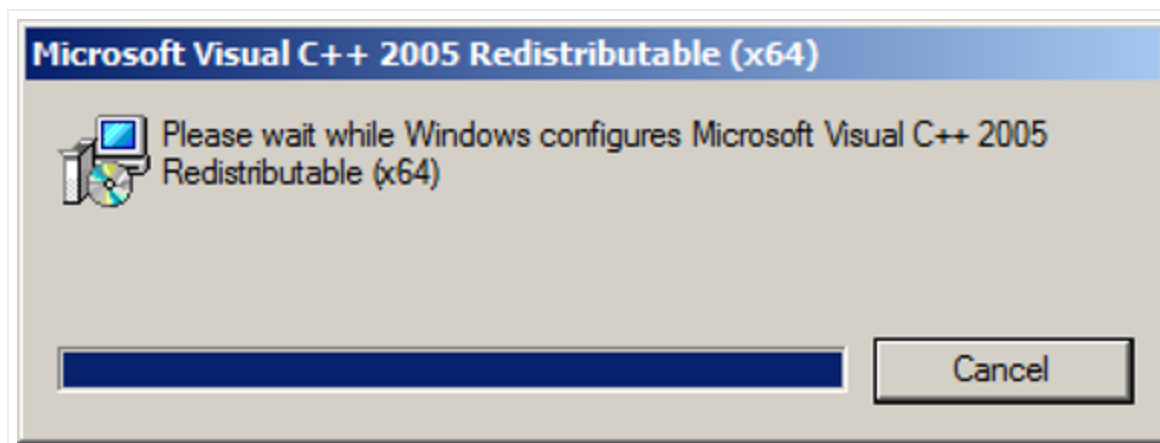 Microsoft Visual C++ 2005 Redistributable (x64)
Please wait while Windows configures Microsoft Visual C++ 2005
Redistributable (x64)
Cancel